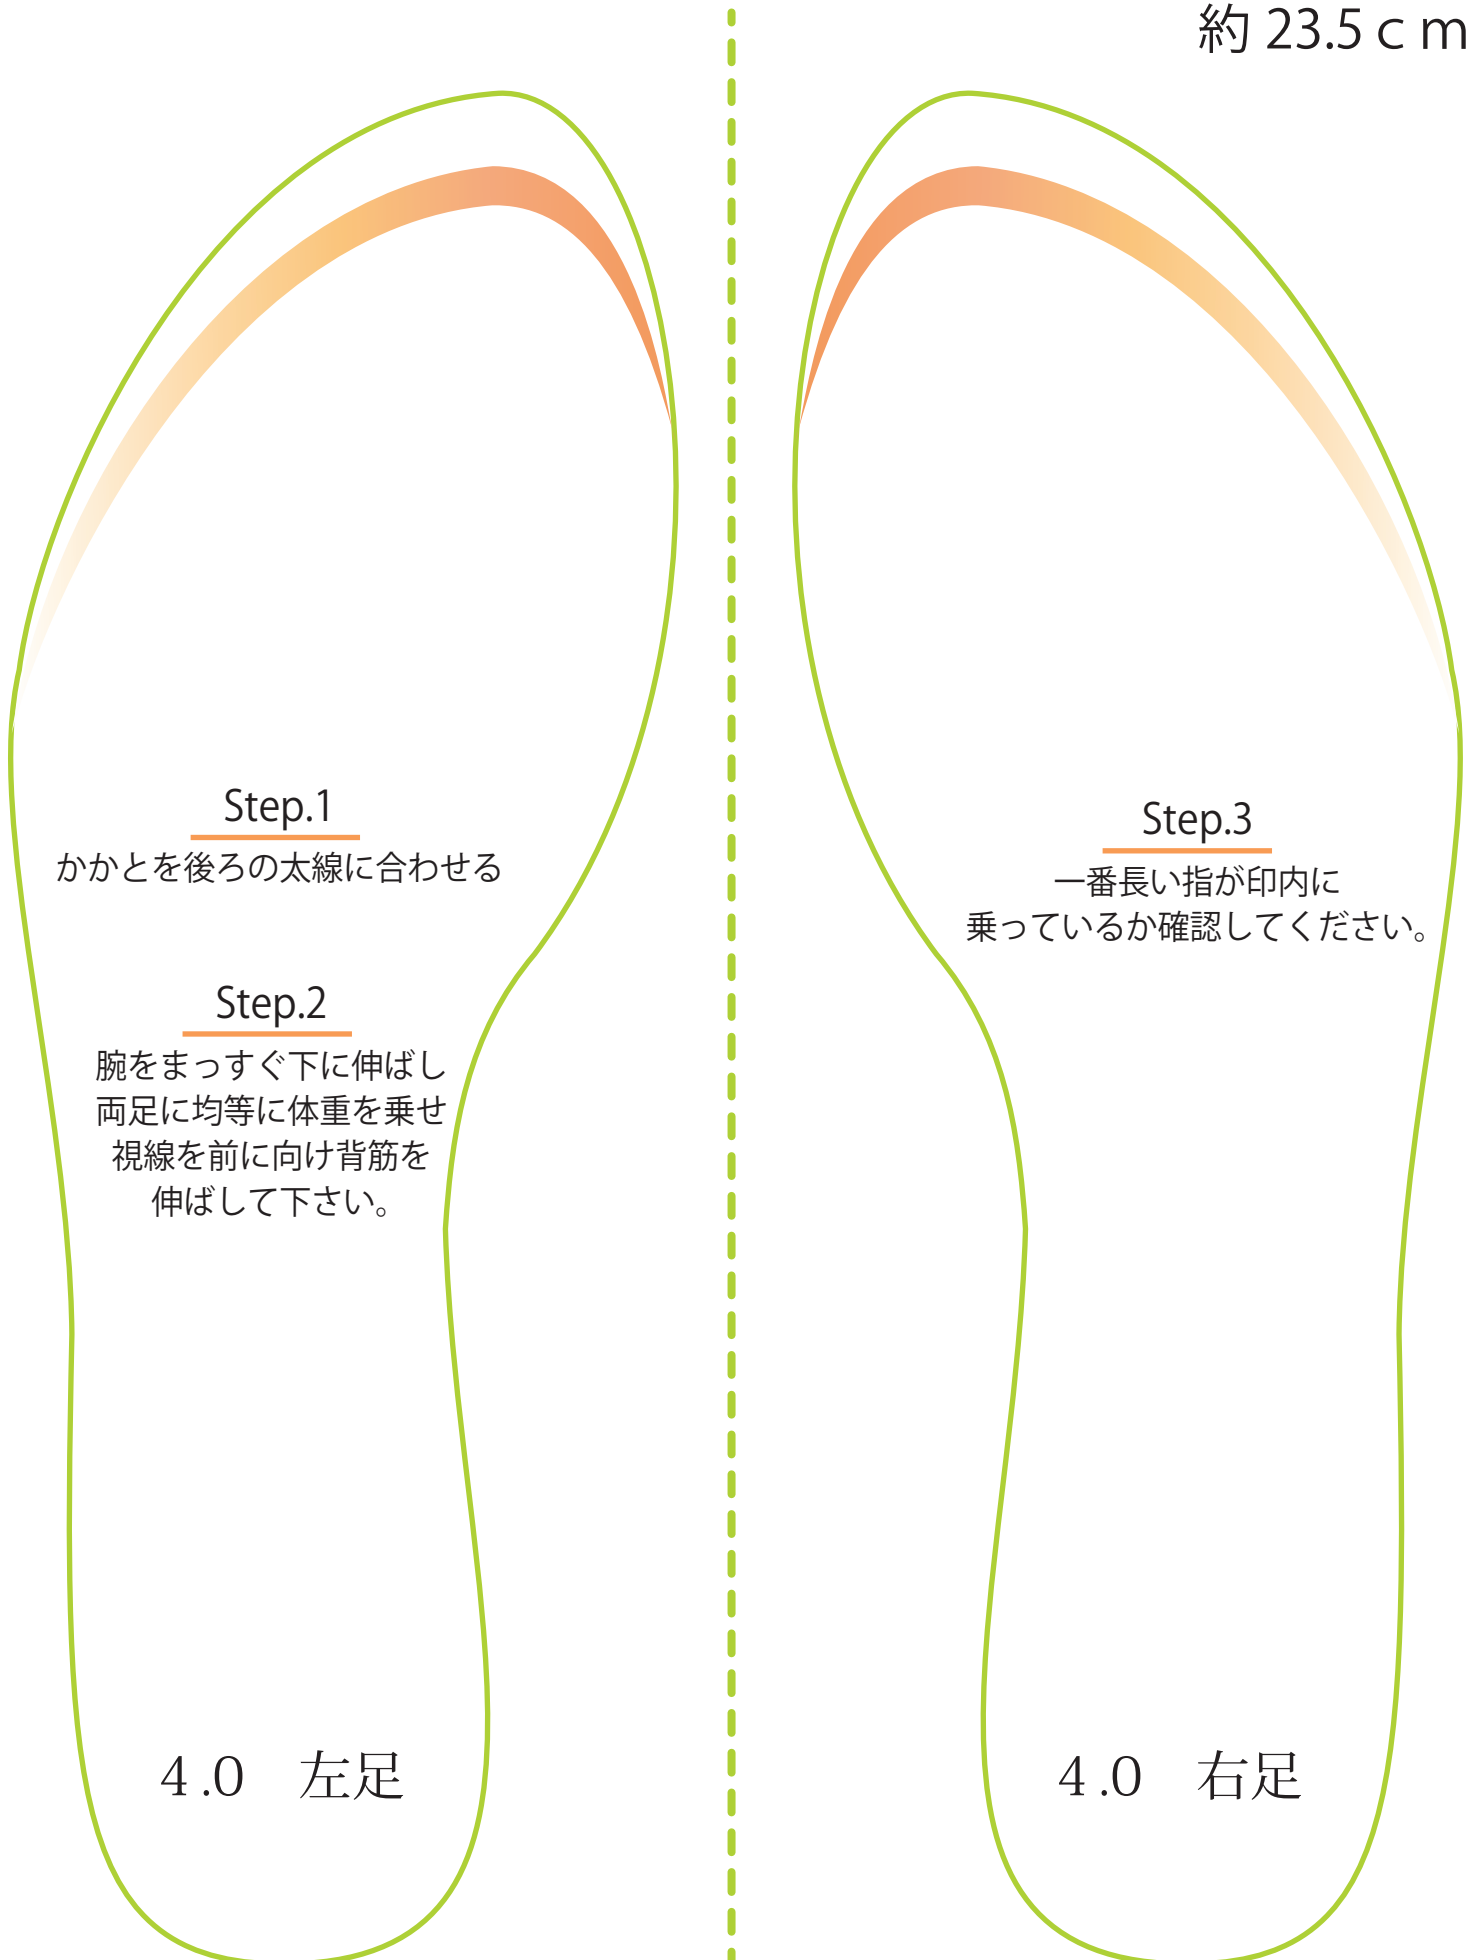 約 23.5ｃｍ
Step.1
かかとを後ろの太線に合わせる
Step.2
腕をまっすぐ下に伸ばし
両足に均等に体重を乗せ
視線を前に向け背筋を
伸ばして下さい。
Step.3
一番長い指が印内に
乗っているか確認してください。
4 .0　左足
4 .0　右足